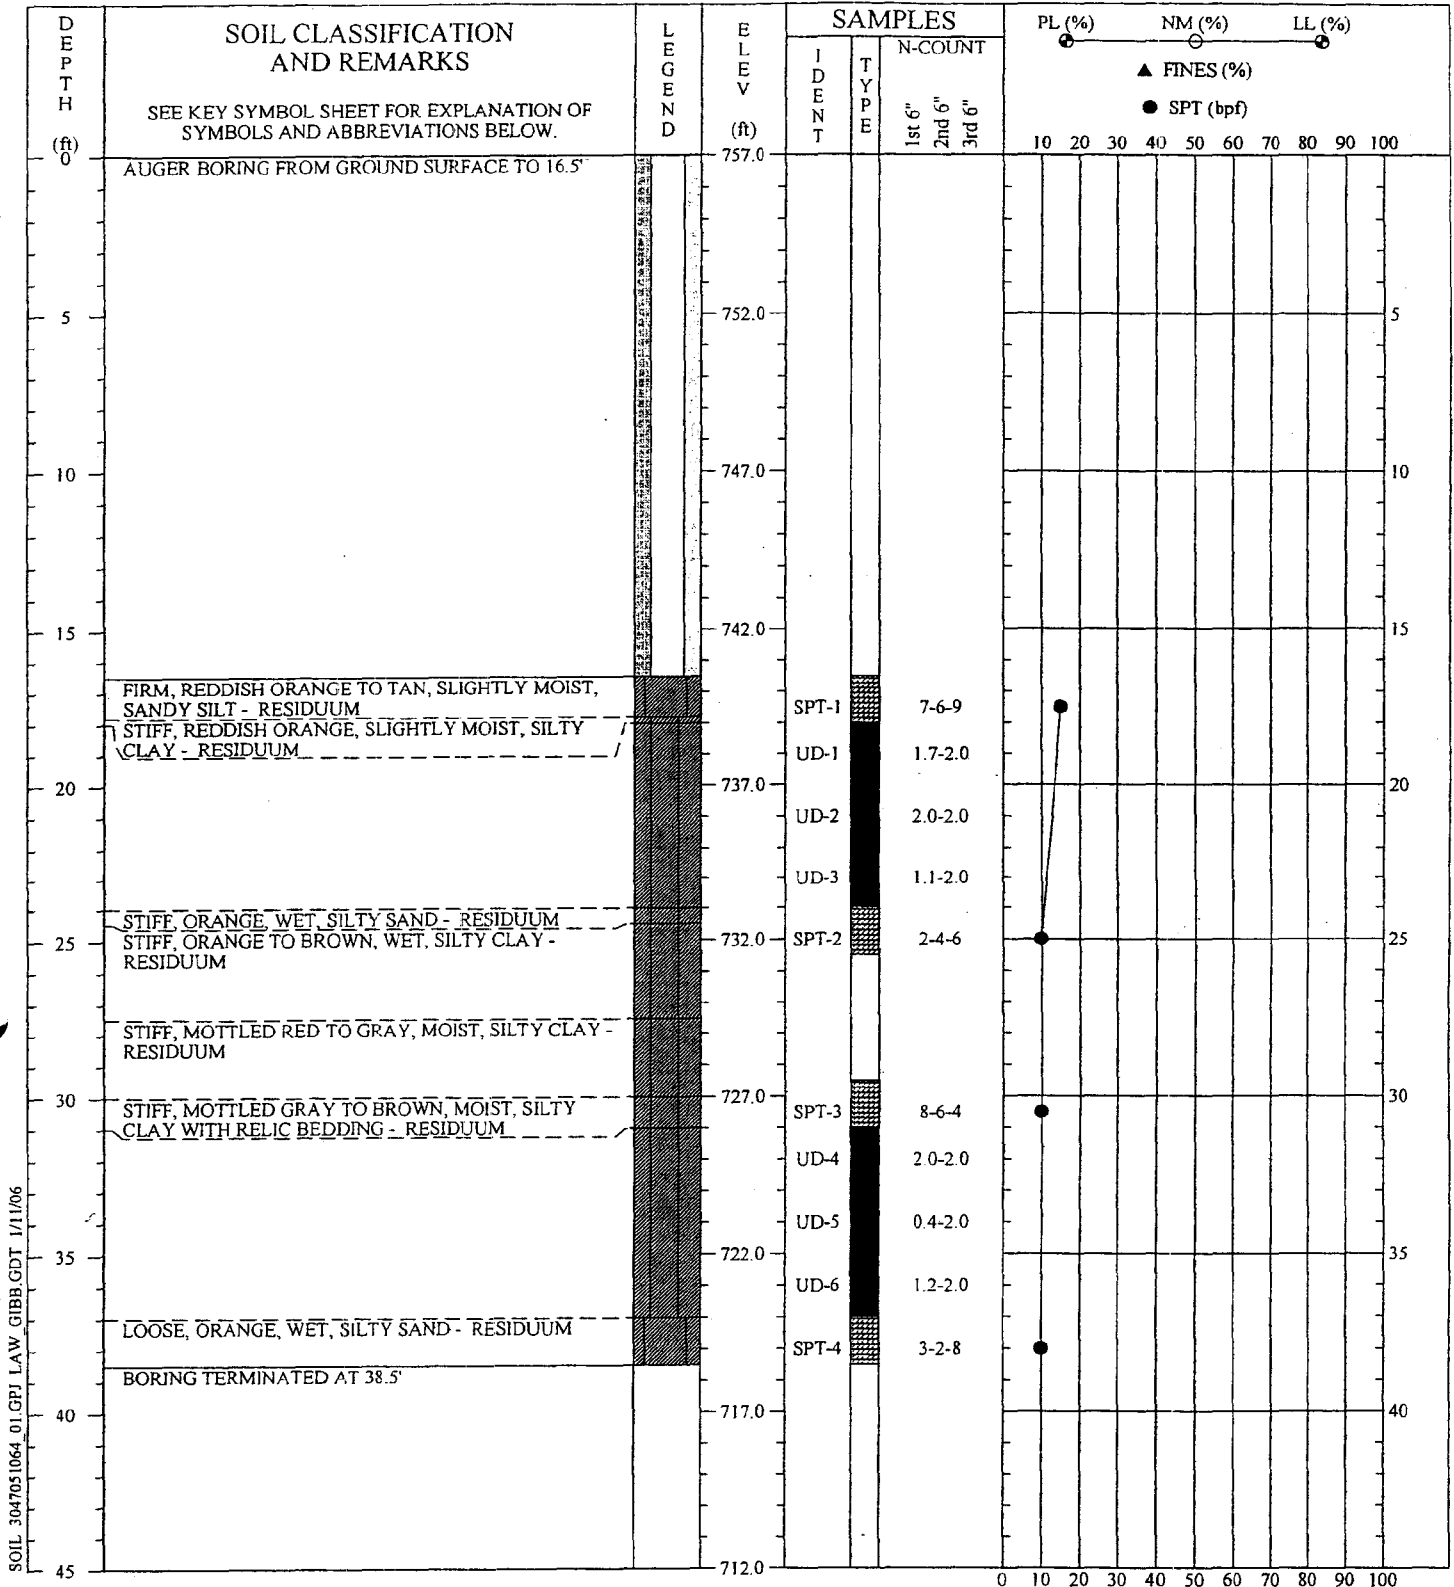 DEPTH (ft)
SOIL CLASSIFICATION
AND REMARKS
SEE KEY SYMBOL SHEET FOR EXPLANATION OF
SYMBOLS AND ABBREVIATIONS BELOW.
LEGEND
ELEV (ft)
SAMPLES
IDENT
TYPE
N-COUNT
1st 6"
2nd 6"
3rd 6"
PL (%) NM (%) LL (%)
▲ FINES (%)
● SPT (bpf)
10 20 30 40 50 60 70 80 90 100
0 757.0
AUGER BORING FROM GROUND SURFACE TO 16.5'
5 752.0 5
10 747.0 10
15 742.0 15
FIRM, REDDISH ORANGE TO TAN, SLIGHTLY MOIST,
SANDY SILT - RESIDUUM
SPT-1 7-6-9
STIFF, REDDISH ORANGE, SLIGHTLY MOIST, SILTY
CLAY - RESIDUUM
UD-1 1.7-2.0
20 737.0 20
UD-2 2.0-2.0
UD-3 1.1-2.0
STIFF, ORANGE, WET, SILTY SAND - RESIDUUM
25 732.0 SPT-2 2-4-6 25
STIFF, ORANGE TO BROWN, WET, SILTY CLAY -
RESIDUUM
STIFF, MOTTLED RED TO GRAY, MOIST, SILTY CLAY -
RESIDUUM
30 727.0 30
STIFF, MOTTLED GRAY TO BROWN, MOIST, SILTY
CLAY WITH RELIC BEDDING - RESIDUUM
SPT-3 8-6-4
UD-4 2.0-2.0
UD-5 0.4-2.0
35 722.0 35
UD-6 1.2-2.0
LOOSE, ORANGE, WET, SILTY SAND - RESIDUUM
SPT-4 3-2-8
BORING TERMINATED AT 38.5'
40 717.0 40
45 712.0
0 10 20 30 40 50 60 70 80 90 100
SOIL 3047051064_01.GPJ LAW_GIBB.GDT 1/11/06